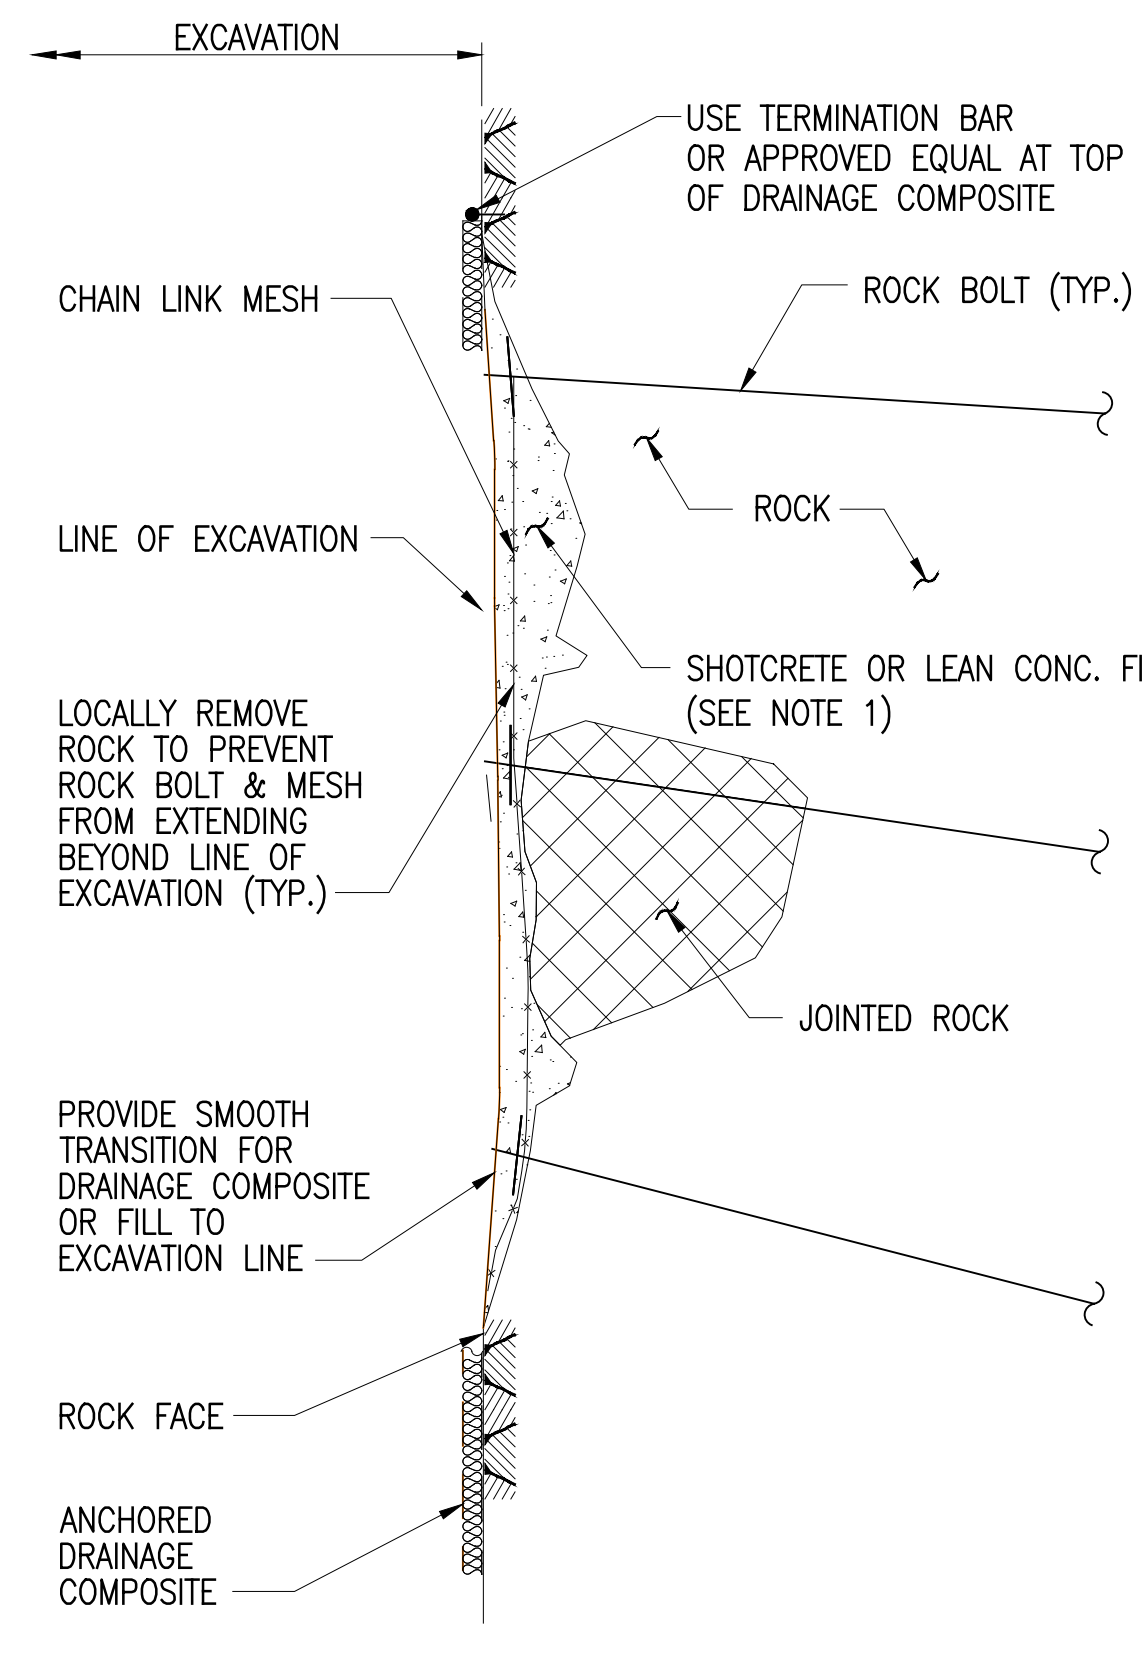 EXCAVATION
USE TERMINATION BAR
OR APPROVED EQUAL AT TOP
OF DRAINAGE COMPOSITE
ROCK BOLT (TYP.)
CHAIN LINK MESH
ROCK
LINE OF EXCAVATION
SHOTCRETE OR LEAN CONC.
(SEE NOTE 1)
LOCALLY REMOVE
ROCK TO PREVENT
ROCK BOLT & MESH
FROM EXTENDING
BEYOND LINE OF
EXCAVATION (TYP.)
JOINTED ROCK
PROVIDE SMOOTH
TRANSITION FOR
DRAINAGE COMPOSITE
OR FILL TO
EXCAVATION LINE
ROCK FACE
ANCHORED
DRAINAGE
COMPOSITE